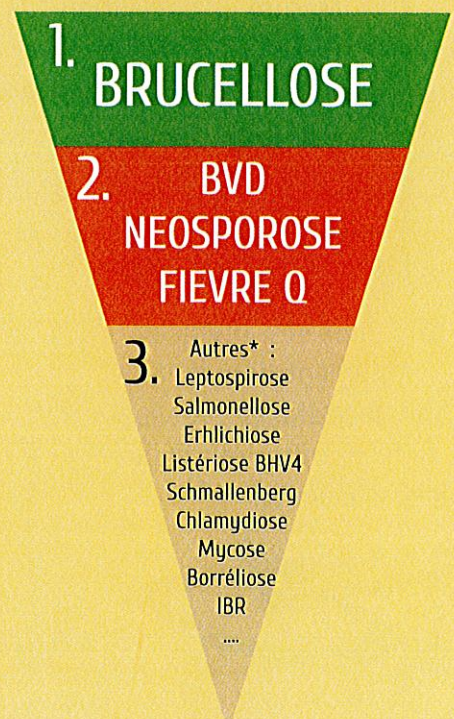 1.
BRUCELLOSE
2.
BVD
NEOSPOROSE
FIEVRE Q
3.
Autres* :
Leptospirose
Salmonellose
Erhlichiose
Listériose BHV4
Schmallenberg
Chlamydiose
Mycose
Borréliose
IBR
....